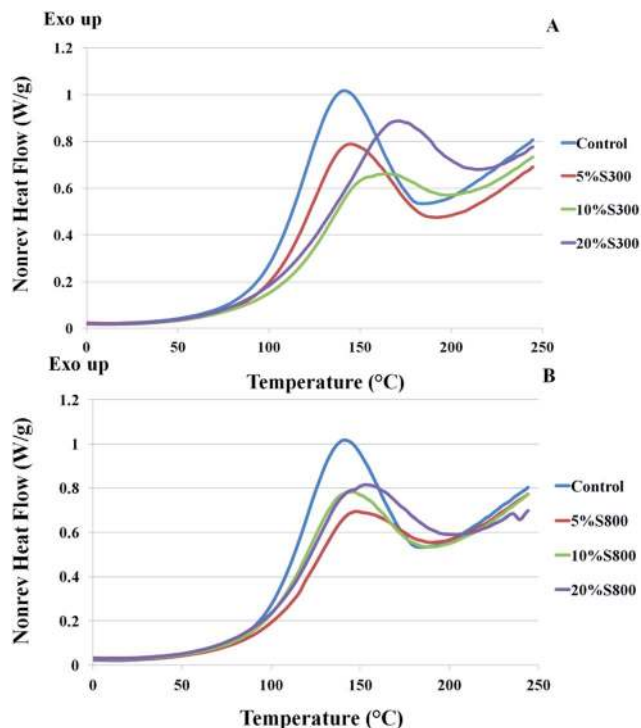 Exo up
A
1.2
1
0.8
0.6
0.4
0.2
0
Nonrev Heat Flow (W/g)
0 50 100 150 200 250
Temperature (°C)
Control
5%S300
10%S300
20%S300
Exo up
B
1.2
1
0.8
0.6
0.4
0.2
0
Nonrev Heat Flow (W/g)
0 50 100 150 200 250
Temperature (°C)
Control
5%S800
10%S800
20%S800